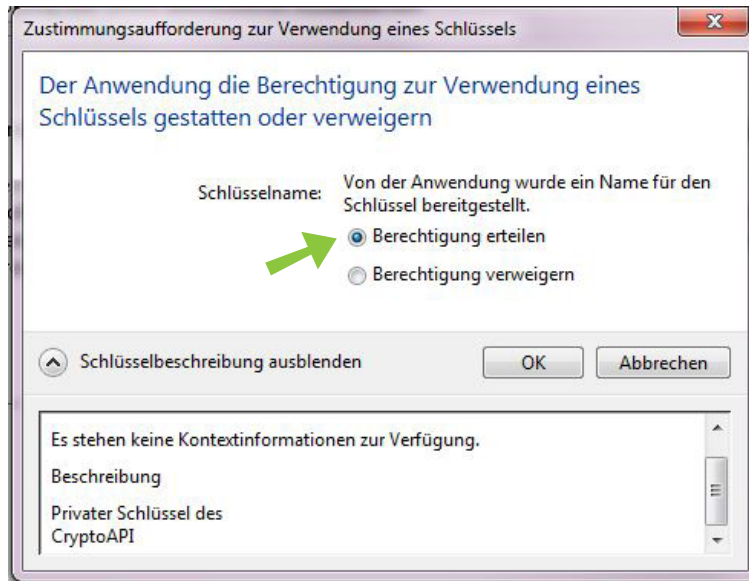 Zustimmungsaufforderung zur Verwendung eines Schlüssels
Der Anwendung die Berechtigung zur Verwendung eines
Schlüssels gestatten oder verweigern
Schlüsselname: Von der Anwendung wurde ein Name für den
Schlüssel bereitgestellt.
Berechtigung erteilen
Berechtigung verweigern
Schlüsselbeschreibung ausblenden OK Abbrechen
Es stehen keine Kontextinformationen zur Verfügung.
Beschreibung
Privater Schlüssel des
CryptoAPI